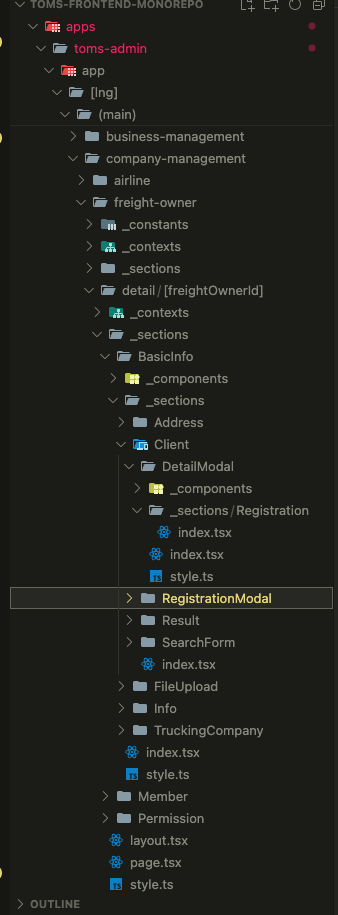 TOMS-FRONTEND-MONOREPO
apps
toms-admin
app
[lng]
(main)
business-management
company-management
airline
freight-owner
_constants
_contexts
_sections
detail/[freightOwnerId]
_contexts
_sections
BasicInfo
_components
_sections
Address
Client
DetailModal
_components
_sections/Registration
index.tsx
index.tsx
TS style.ts
RegistrationModal
Result
SearchForm
index.tsx
FileUpload
Info
TruckingCompany
index.tsx
TS style.ts
Member
Permission
layout.tsx
page.tsx
TS style.ts
OUTLINE